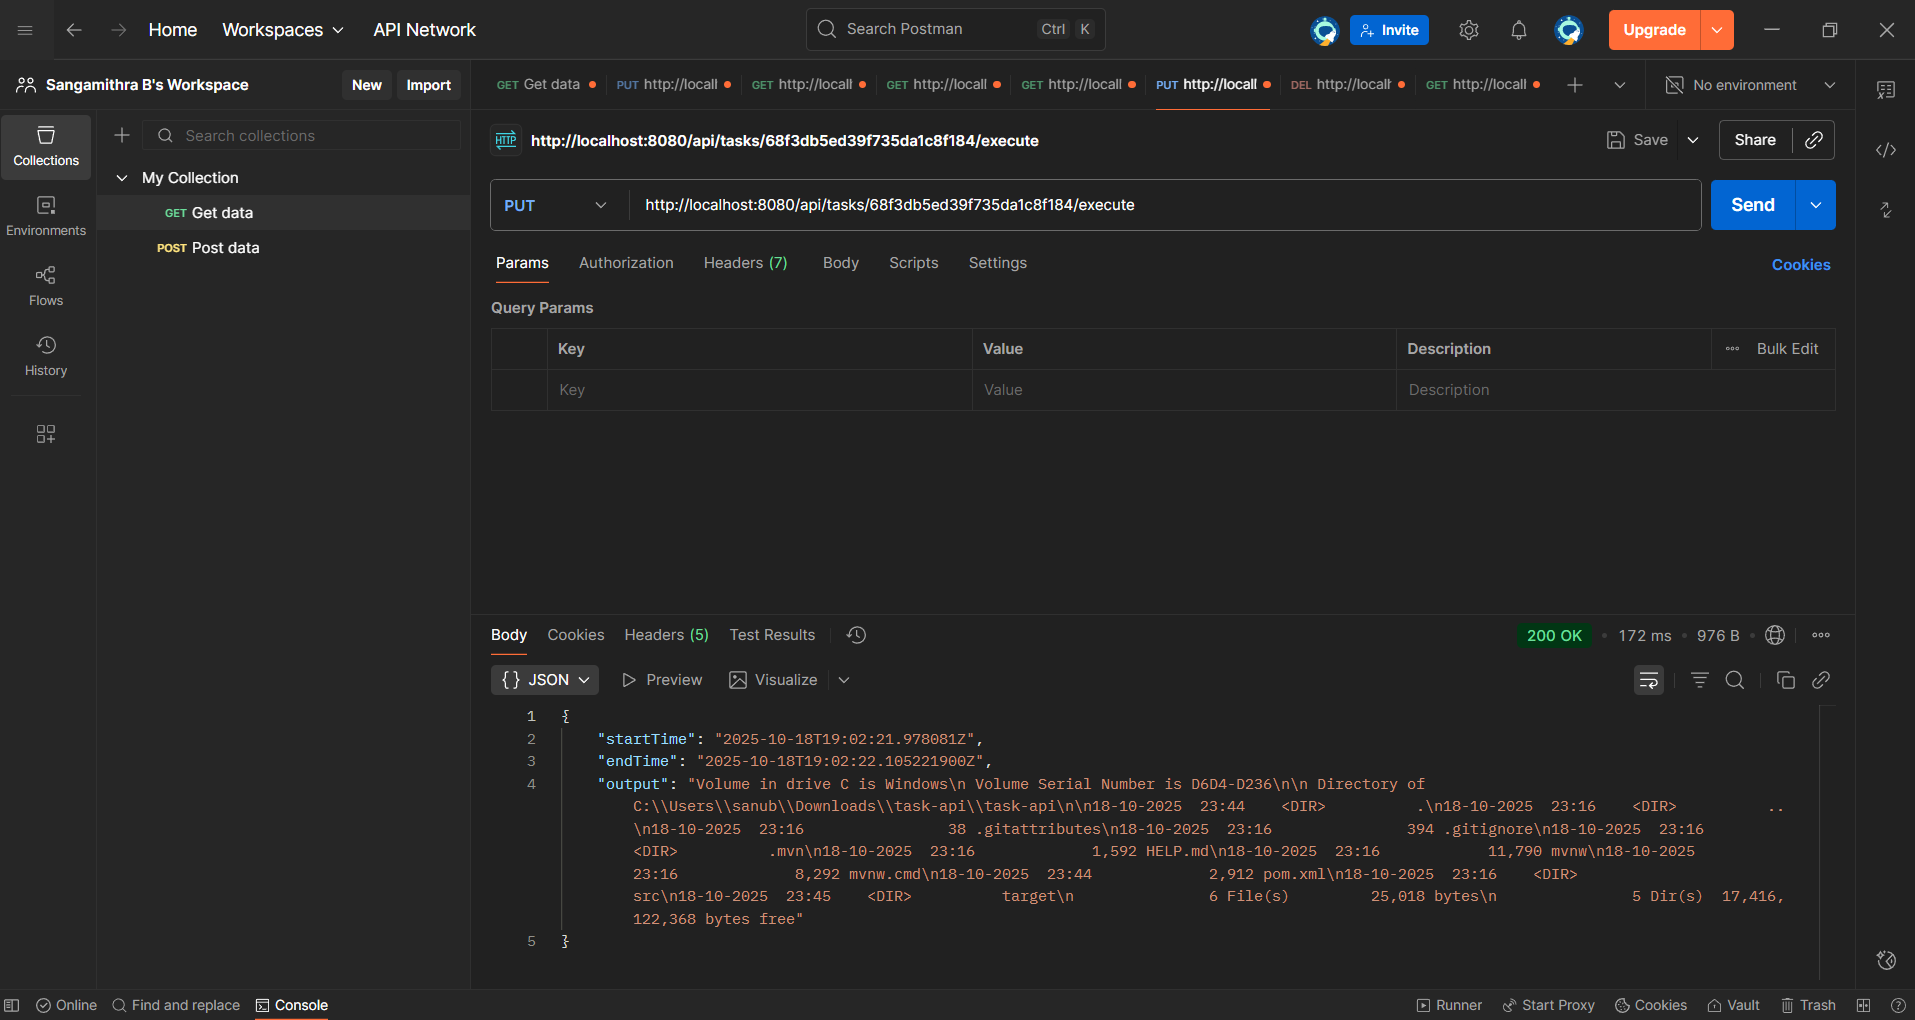 Home
Workspaces
API Network
Search Postman
Ctrl
K
Invite
Upgrade
Sangamithra B's Workspace
New
Import
GET Get data
PUT http://locall
GET http://locall
GET http://locall
GET http://locall
PUT http://locall
DEL http://locall
GET http://locall
No environment
Collections
Environments
Flows
History
Search collections
My Collection
GET Get data
POST Post data
HTTP http://localhost:8080/api/tasks/68f3db5ed39f735da1c8f184/execute
Save
Share
PUT
http://localhost:8080/api/tasks/68f3db5ed39f735da1c8f184/execute
Send
Params
Authorization
Headers (7)
Body
Scripts
Settings
Cookies
Query Params
Key
Value
Description
Bulk Edit
Key
Value
Description
Body
Cookies
Headers (5)
Test Results
200 OK
172 ms
976 B
{} JSON
Preview
Visualize
1 {
2 "startTime": "2025-10-18T19:02:21.978081Z",
3 "endTime": "2025-10-18T19:02:22.105221900Z",
4 "output": "Volume in drive C is Windows\n Volume Serial Number is D6D4-D236\n\n Directory of
C:\\Users\\sanub\\Downloads\\task-api\\task-api\n\n18-10-2025  23:44    <DIR>          .\n18-10-2025  23:16    <DIR>          ..
\n18-10-2025  23:16                38 .gitattributes\n18-10-2025  23:16               394 .gitignore\n18-10-2025  23:16
<DIR>          .mvn\n18-10-2025  23:16             1,592 HELP.md\n18-10-2025  23:16            11,790 mvnw\n18-10-2025
23:16             8,292 mvnw.cmd\n18-10-2025  23:44             2,912 pom.xml\n18-10-2025  23:16    <DIR>
src\n18-10-2025  23:45    <DIR>          target\n               6 File(s)         25,018 bytes\n               5 Dir(s)  17,416,
122,368 bytes free"
5 }
Online
Find and replace
Console
Runner
Start Proxy
Cookies
Vault
Trash